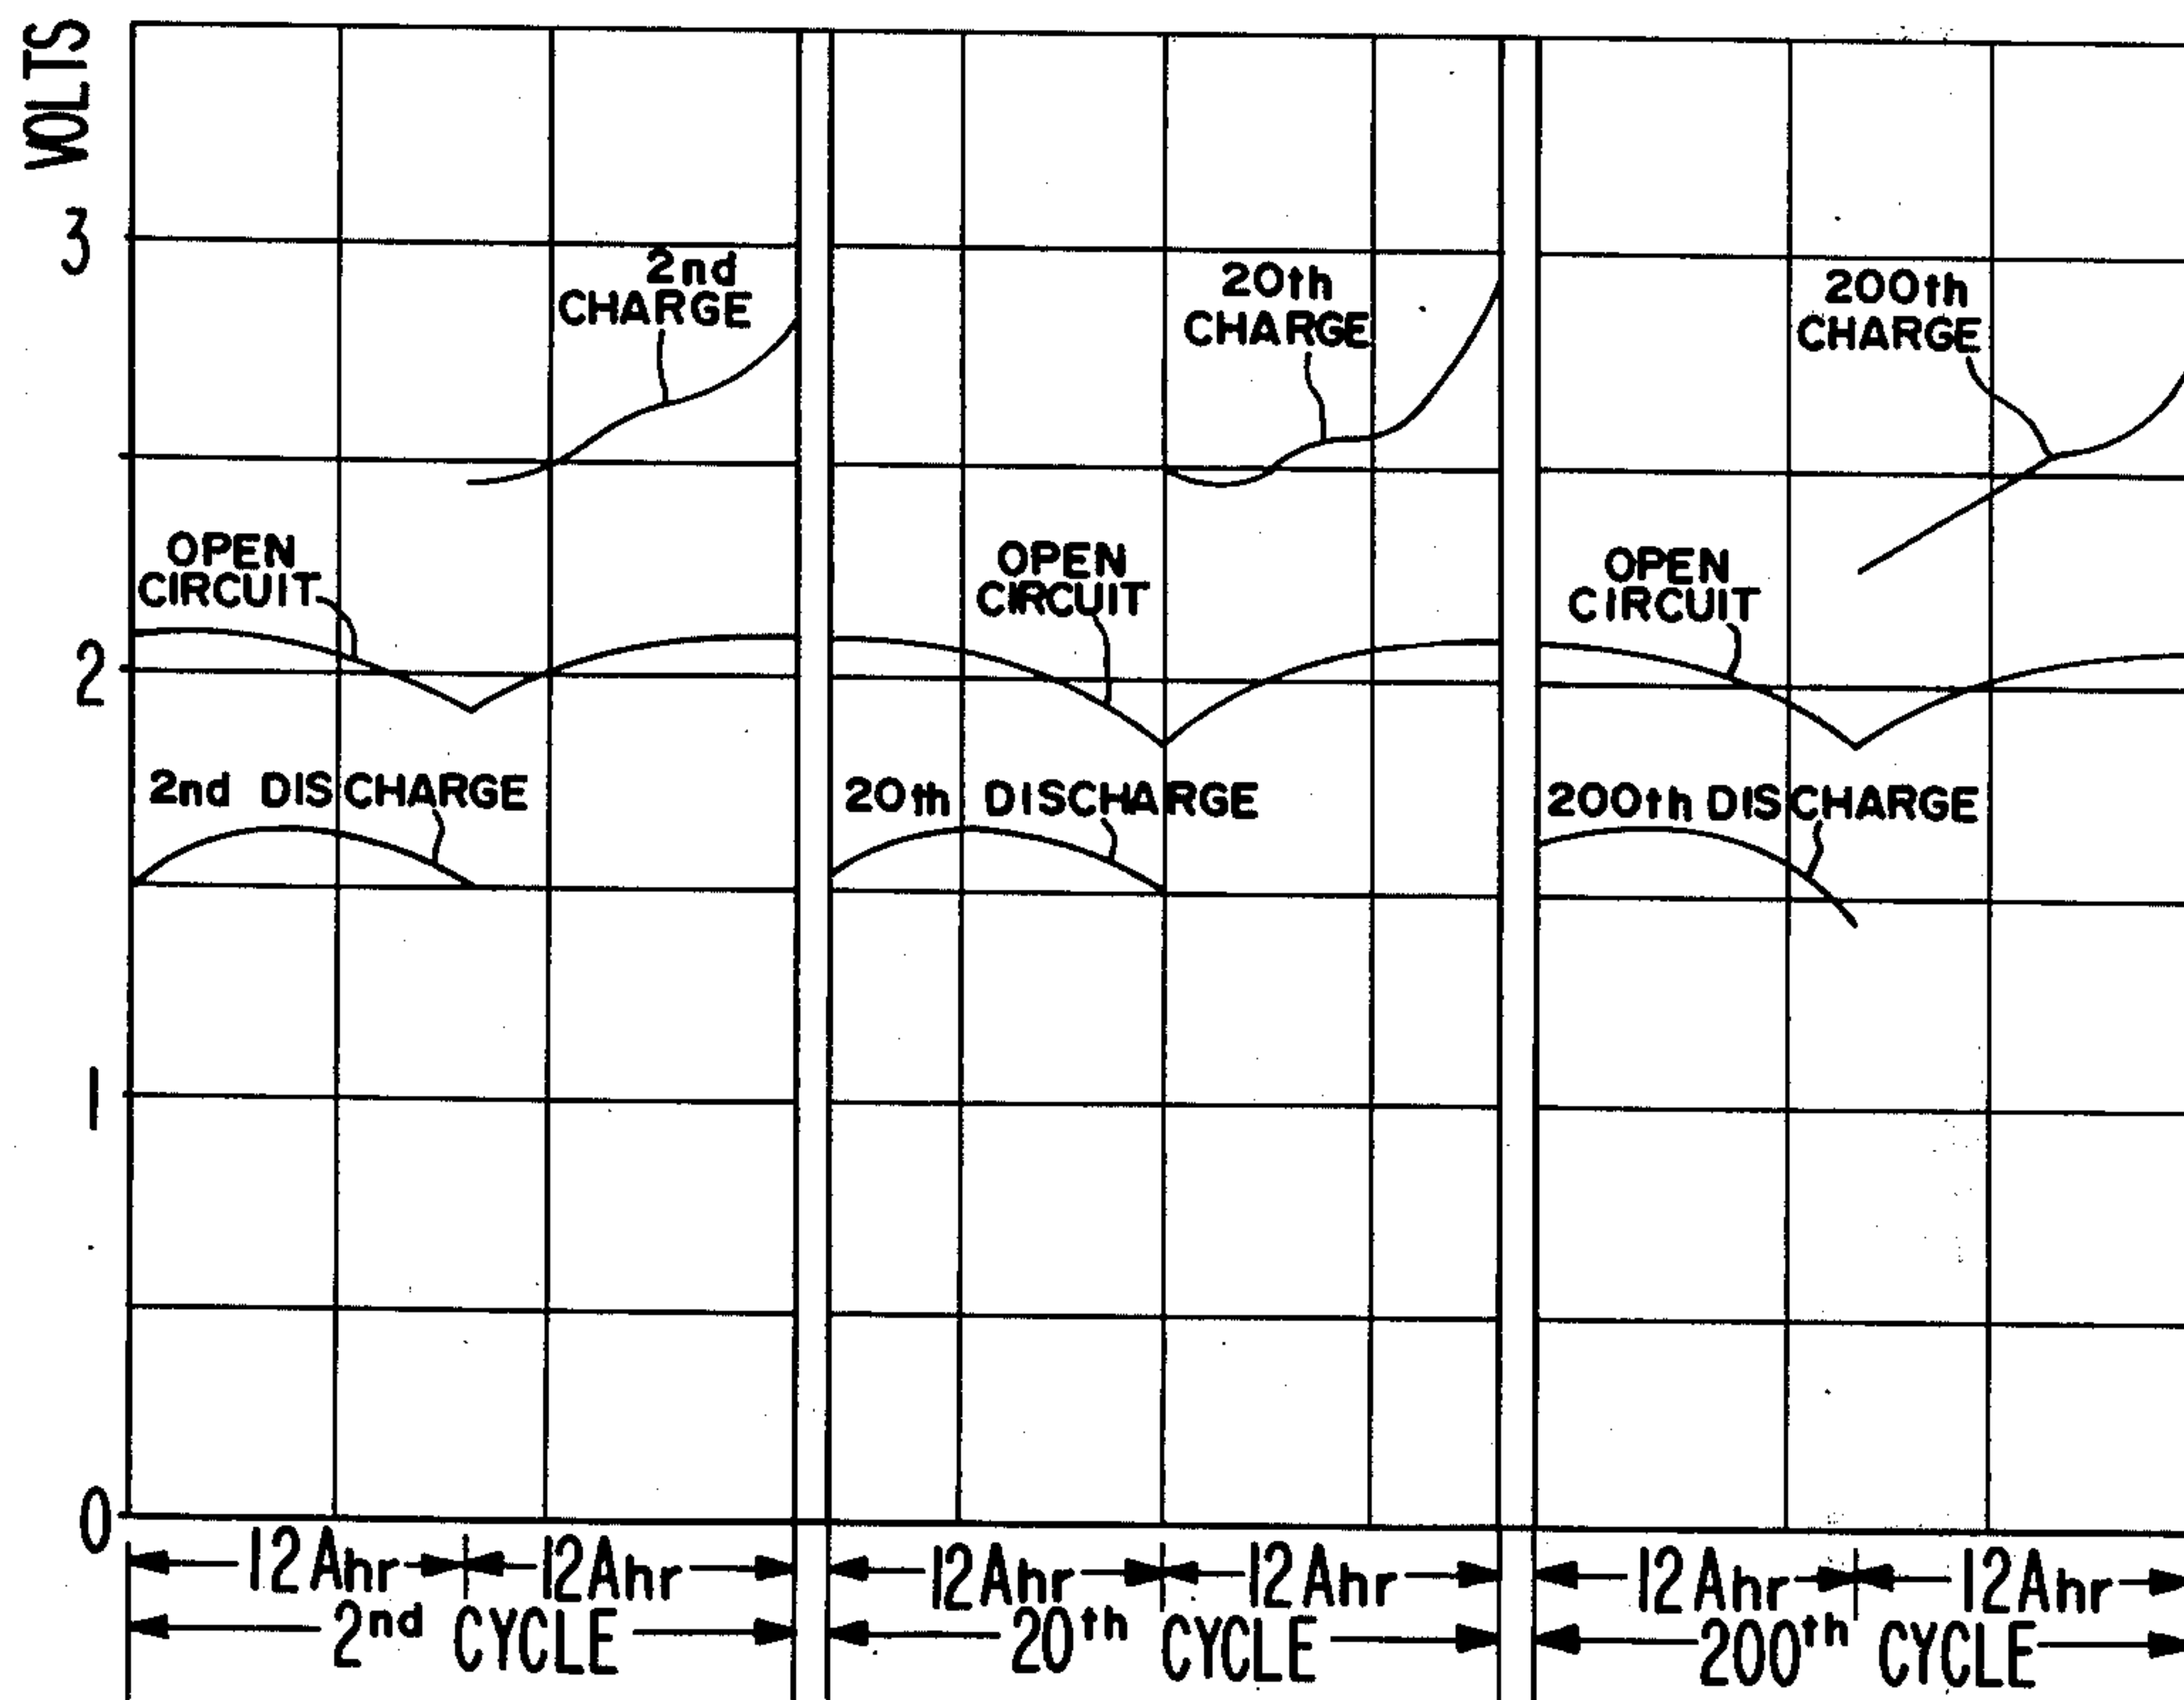 VOLTS
3
2
1
0
2nd
CHARGE
OPEN
CIRCUIT
2nd DISCHARGE
20th
CHARGE
OPEN
CIRCUIT
20th DISCHARGE
200th
CHARGE
OPEN
CIRCUIT
200th DISCHARGE
12Ahr 12Ahr 12Ahr 12Ahr 12Ahr 12Ahr
2nd CYCLE 20th CYCLE 200th CYCLE